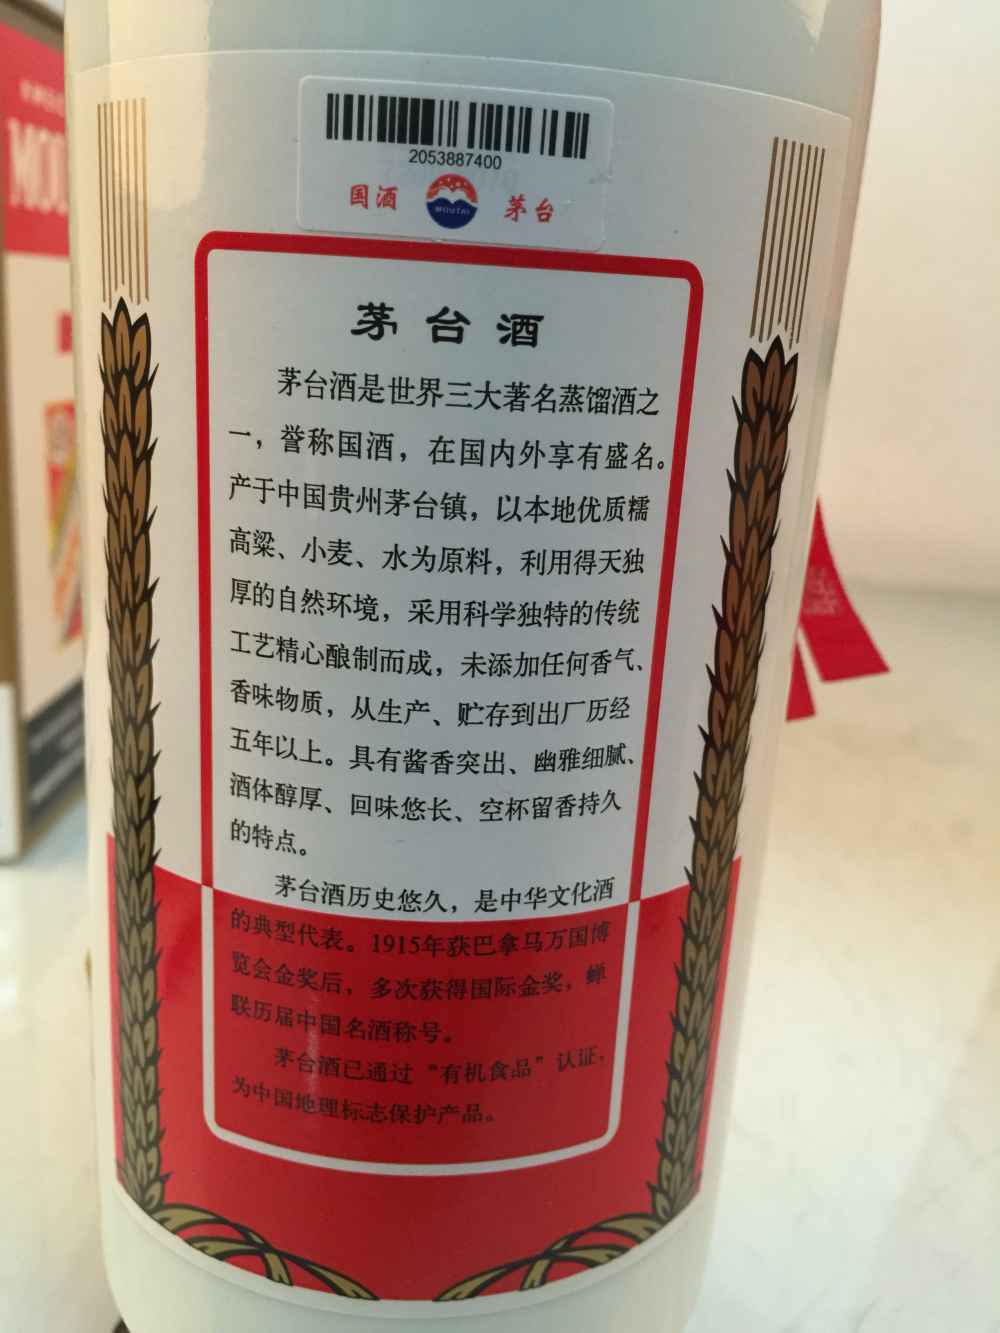 2053887400
国酒 MOUTAI 茅台
茅台酒
茅台酒是世界三大著名蒸馏酒之
一，誉称国酒，在国内外享有盛名。
产于中国贵州茅台镇，以本地优质糯
高粱、小麦、水为原料，利用得天独
厚的自然环境，采用科学独特的传统
工艺精心酿制而成，未添加任何香气、
香味物质，从生产、贮存到出厂历经
五年以上。具有酱香突出、幽雅细腻、
酒体醇厚、回味悠长、空杯留香持久
的特点。
茅台酒历史悠久，是中华文化酒
的典型代表。1915年获巴拿马万国博
览会金奖后，多次获得国际金奖，蝉
联历届中国名酒称号。
茅台酒已通过“有机食品”认证，
为中国地理标志保护产品。